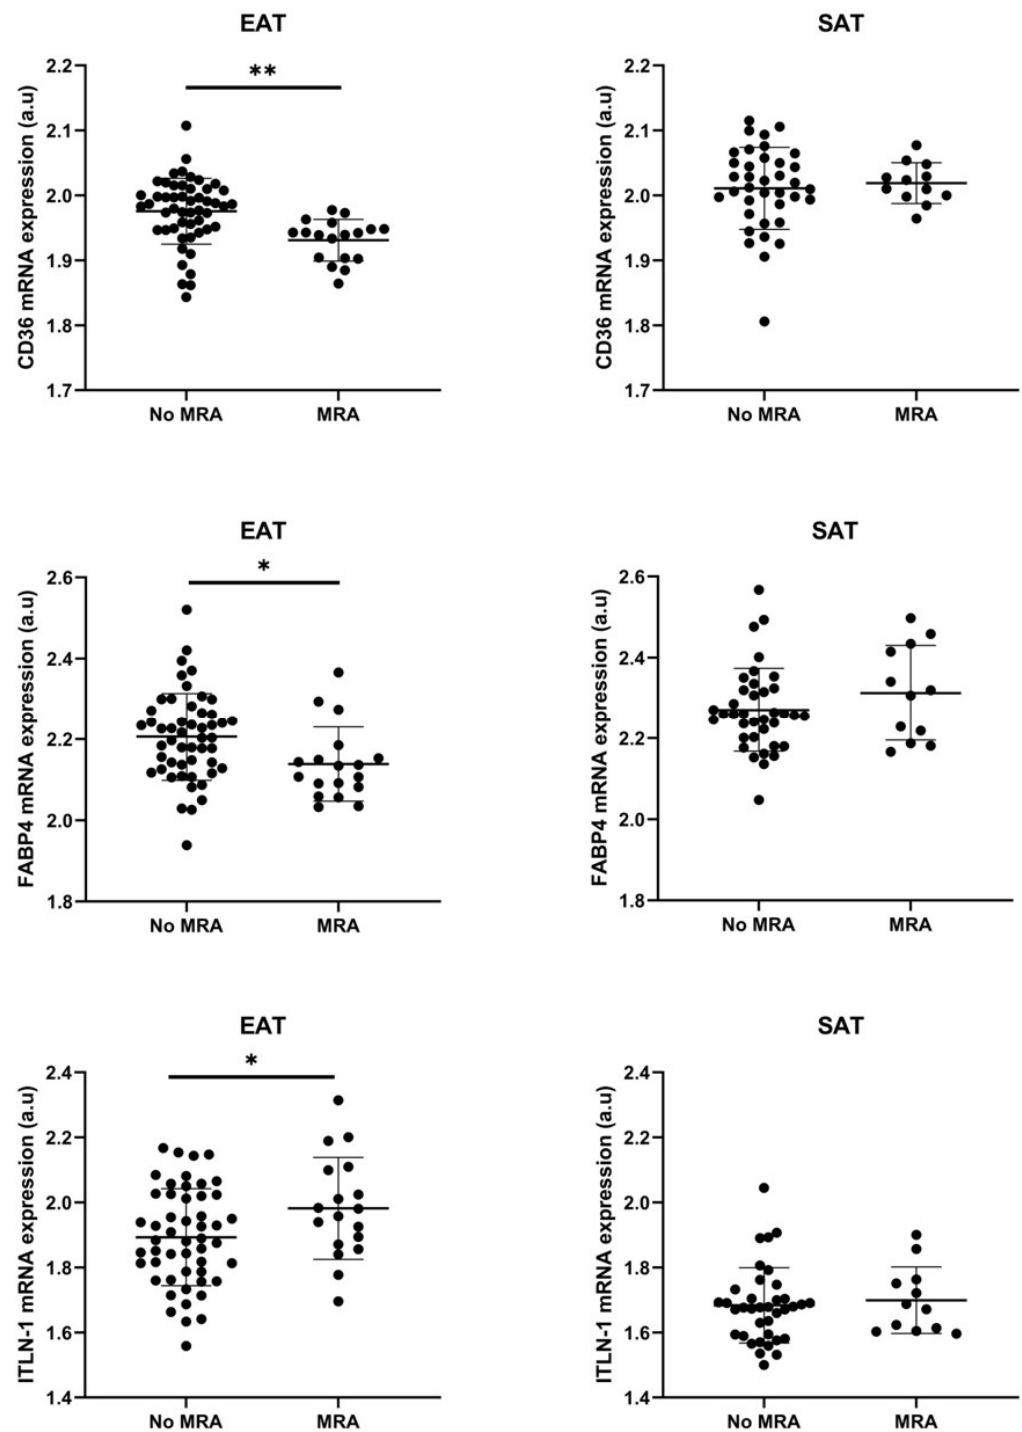 EAT
SAT
**
CD36 mRNA expression (a.u)
2.2
2.1
2.0
1.9
1.8
1.7
No MRA
MRA
CD36 mRNA expression (a.u)
2.2
2.1
2.0
1.9
1.8
1.7
No MRA
MRA
EAT
SAT
*
FABP4 mRNA expression (a.u)
2.6
2.4
2.2
2.0
1.8
No MRA
MRA
FABP4 mRNA expression (a.u)
2.6
2.4
2.2
2.0
1.8
No MRA
MRA
EAT
SAT
*
ITLN-1 mRNA expression (a.u)
2.4
2.2
2.0
1.8
1.6
1.4
No MRA
MRA
ITLN-1 mRNA expression (a.u)
2.4
2.2
2.0
1.8
1.6
1.4
No MRA
MRA